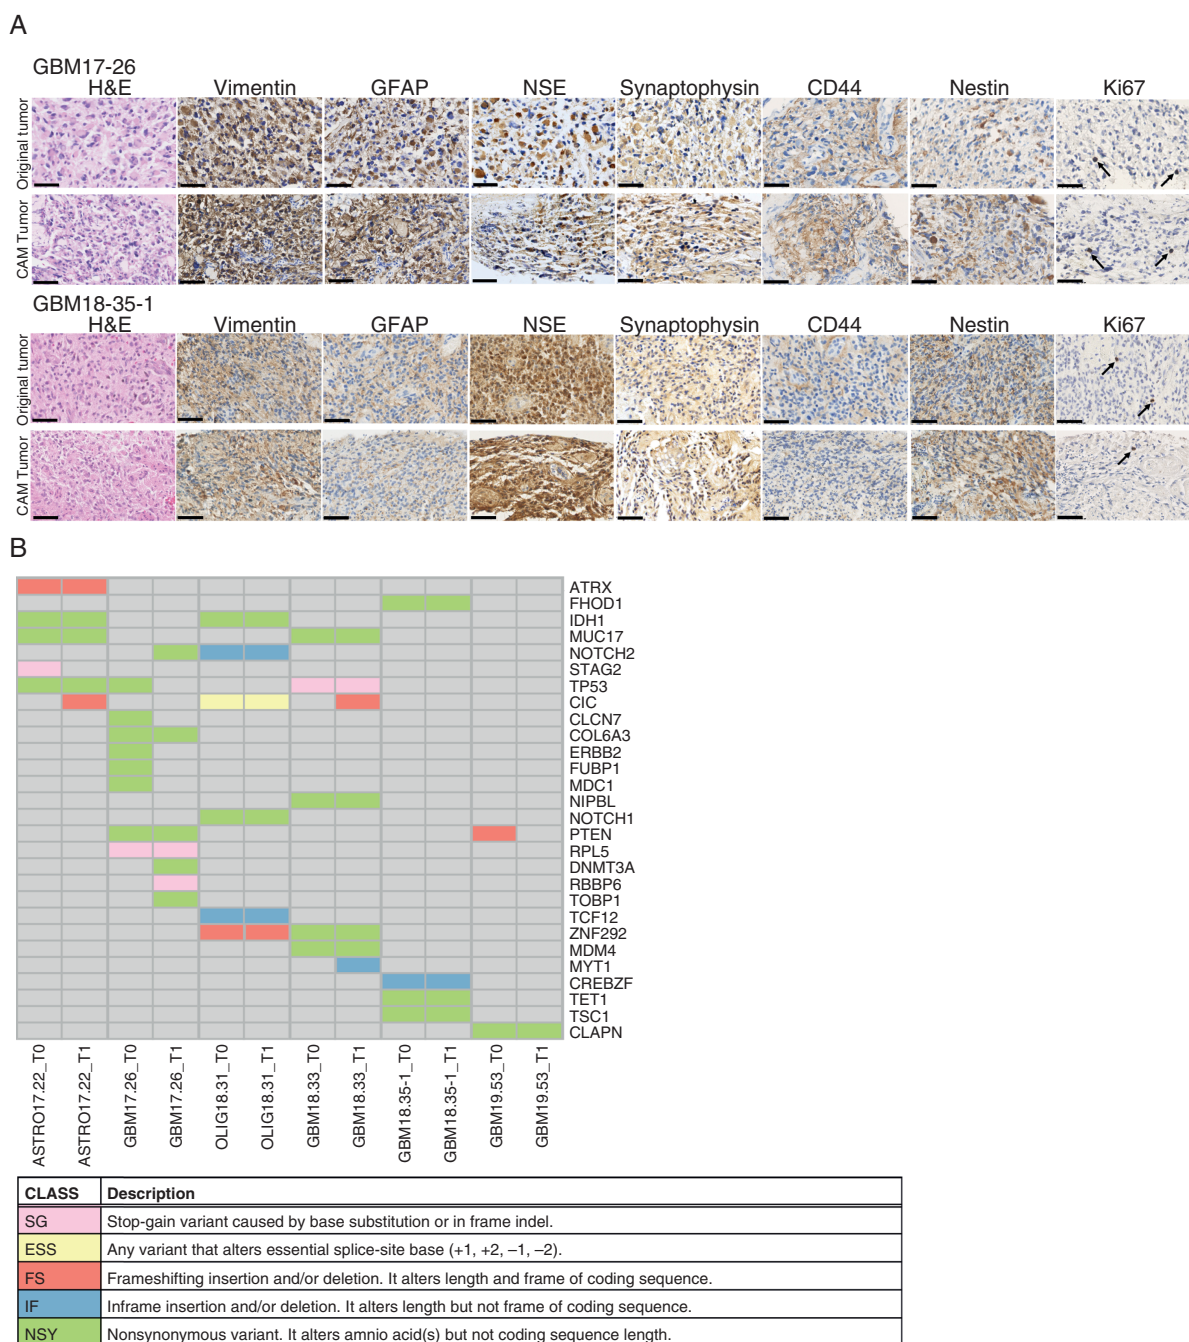 A
GBM17-26
H&E Vimentin GFAP NSE Synaptophysin CD44 Nestin Ki67
Original tumor
CAM Tumor
GBM18-35-1
H&E Vimentin GFAP NSE Synaptophysin CD44 Nestin Ki67
Original tumor
CAM Tumor
B
ATRX
FHOD1
IDH1
MUC17
NOTCH2
STAG2
TP53
CIC
CLCN7
COL6A3
ERBB2
FUBP1
MDC1
NIPBL
NOTCH1
PTEN
RPL5
DNMT3A
RBBP6
TOBP1
TCF12
ZNF292
MDM4
MYT1
CREBZF
TET1
TSC1
CLAPN
ASTRO17.22_T0
ASTRO17.22_T1
GBM17.26_T0
GBM17.26_T1
OLIG18.31_T0
OLIG18.31_T1
GBM18.33_T0
GBM18.33_T1
GBM18.35-1_T0
GBM18.35-1_T1
GBM19.53_T0
GBM19.53_T1
CLASS Description
SG Stop-gain variant caused by base substitution or in frame indel.
ESS Any variant that alters essential splice-site base (+1, +2, –1, –2).
FS Frameshifting insertion and/or deletion. It alters length and frame of coding sequence.
IF Inframe insertion and/or deletion. It alters length but not frame of coding sequence.
NSY Nonsynonymous variant. It alters amnio acid(s) but not coding sequence length.